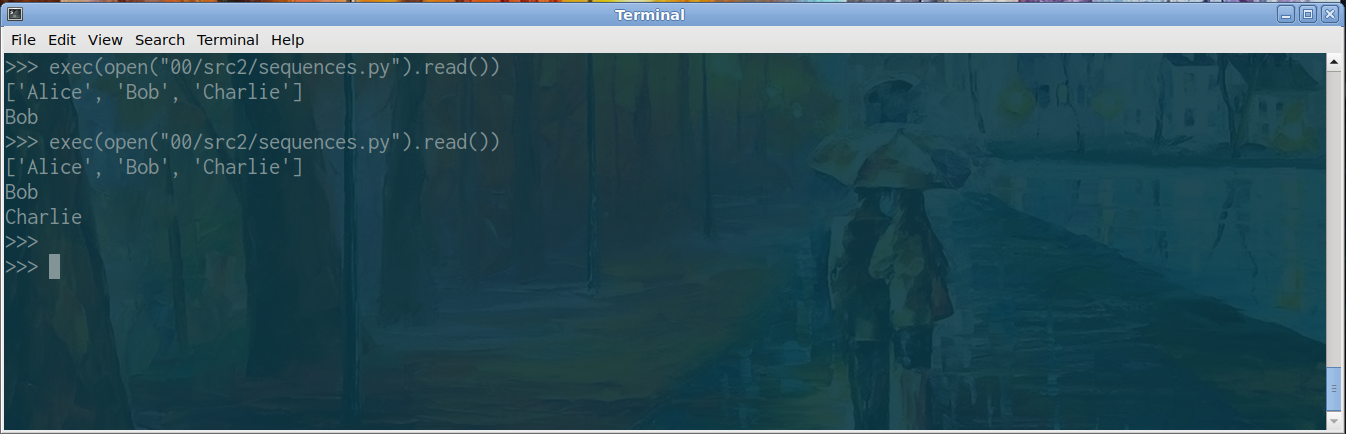 Terminal
File Edit View Search Terminal Help
>>> exec(open("00/src2/sequences.py").read())
['Alice', 'Bob', 'Charlie']
Bob
>>> exec(open("00/src2/sequences.py").read())
['Alice', 'Bob', 'Charlie']
Bob
Charlie
>>>
>>>